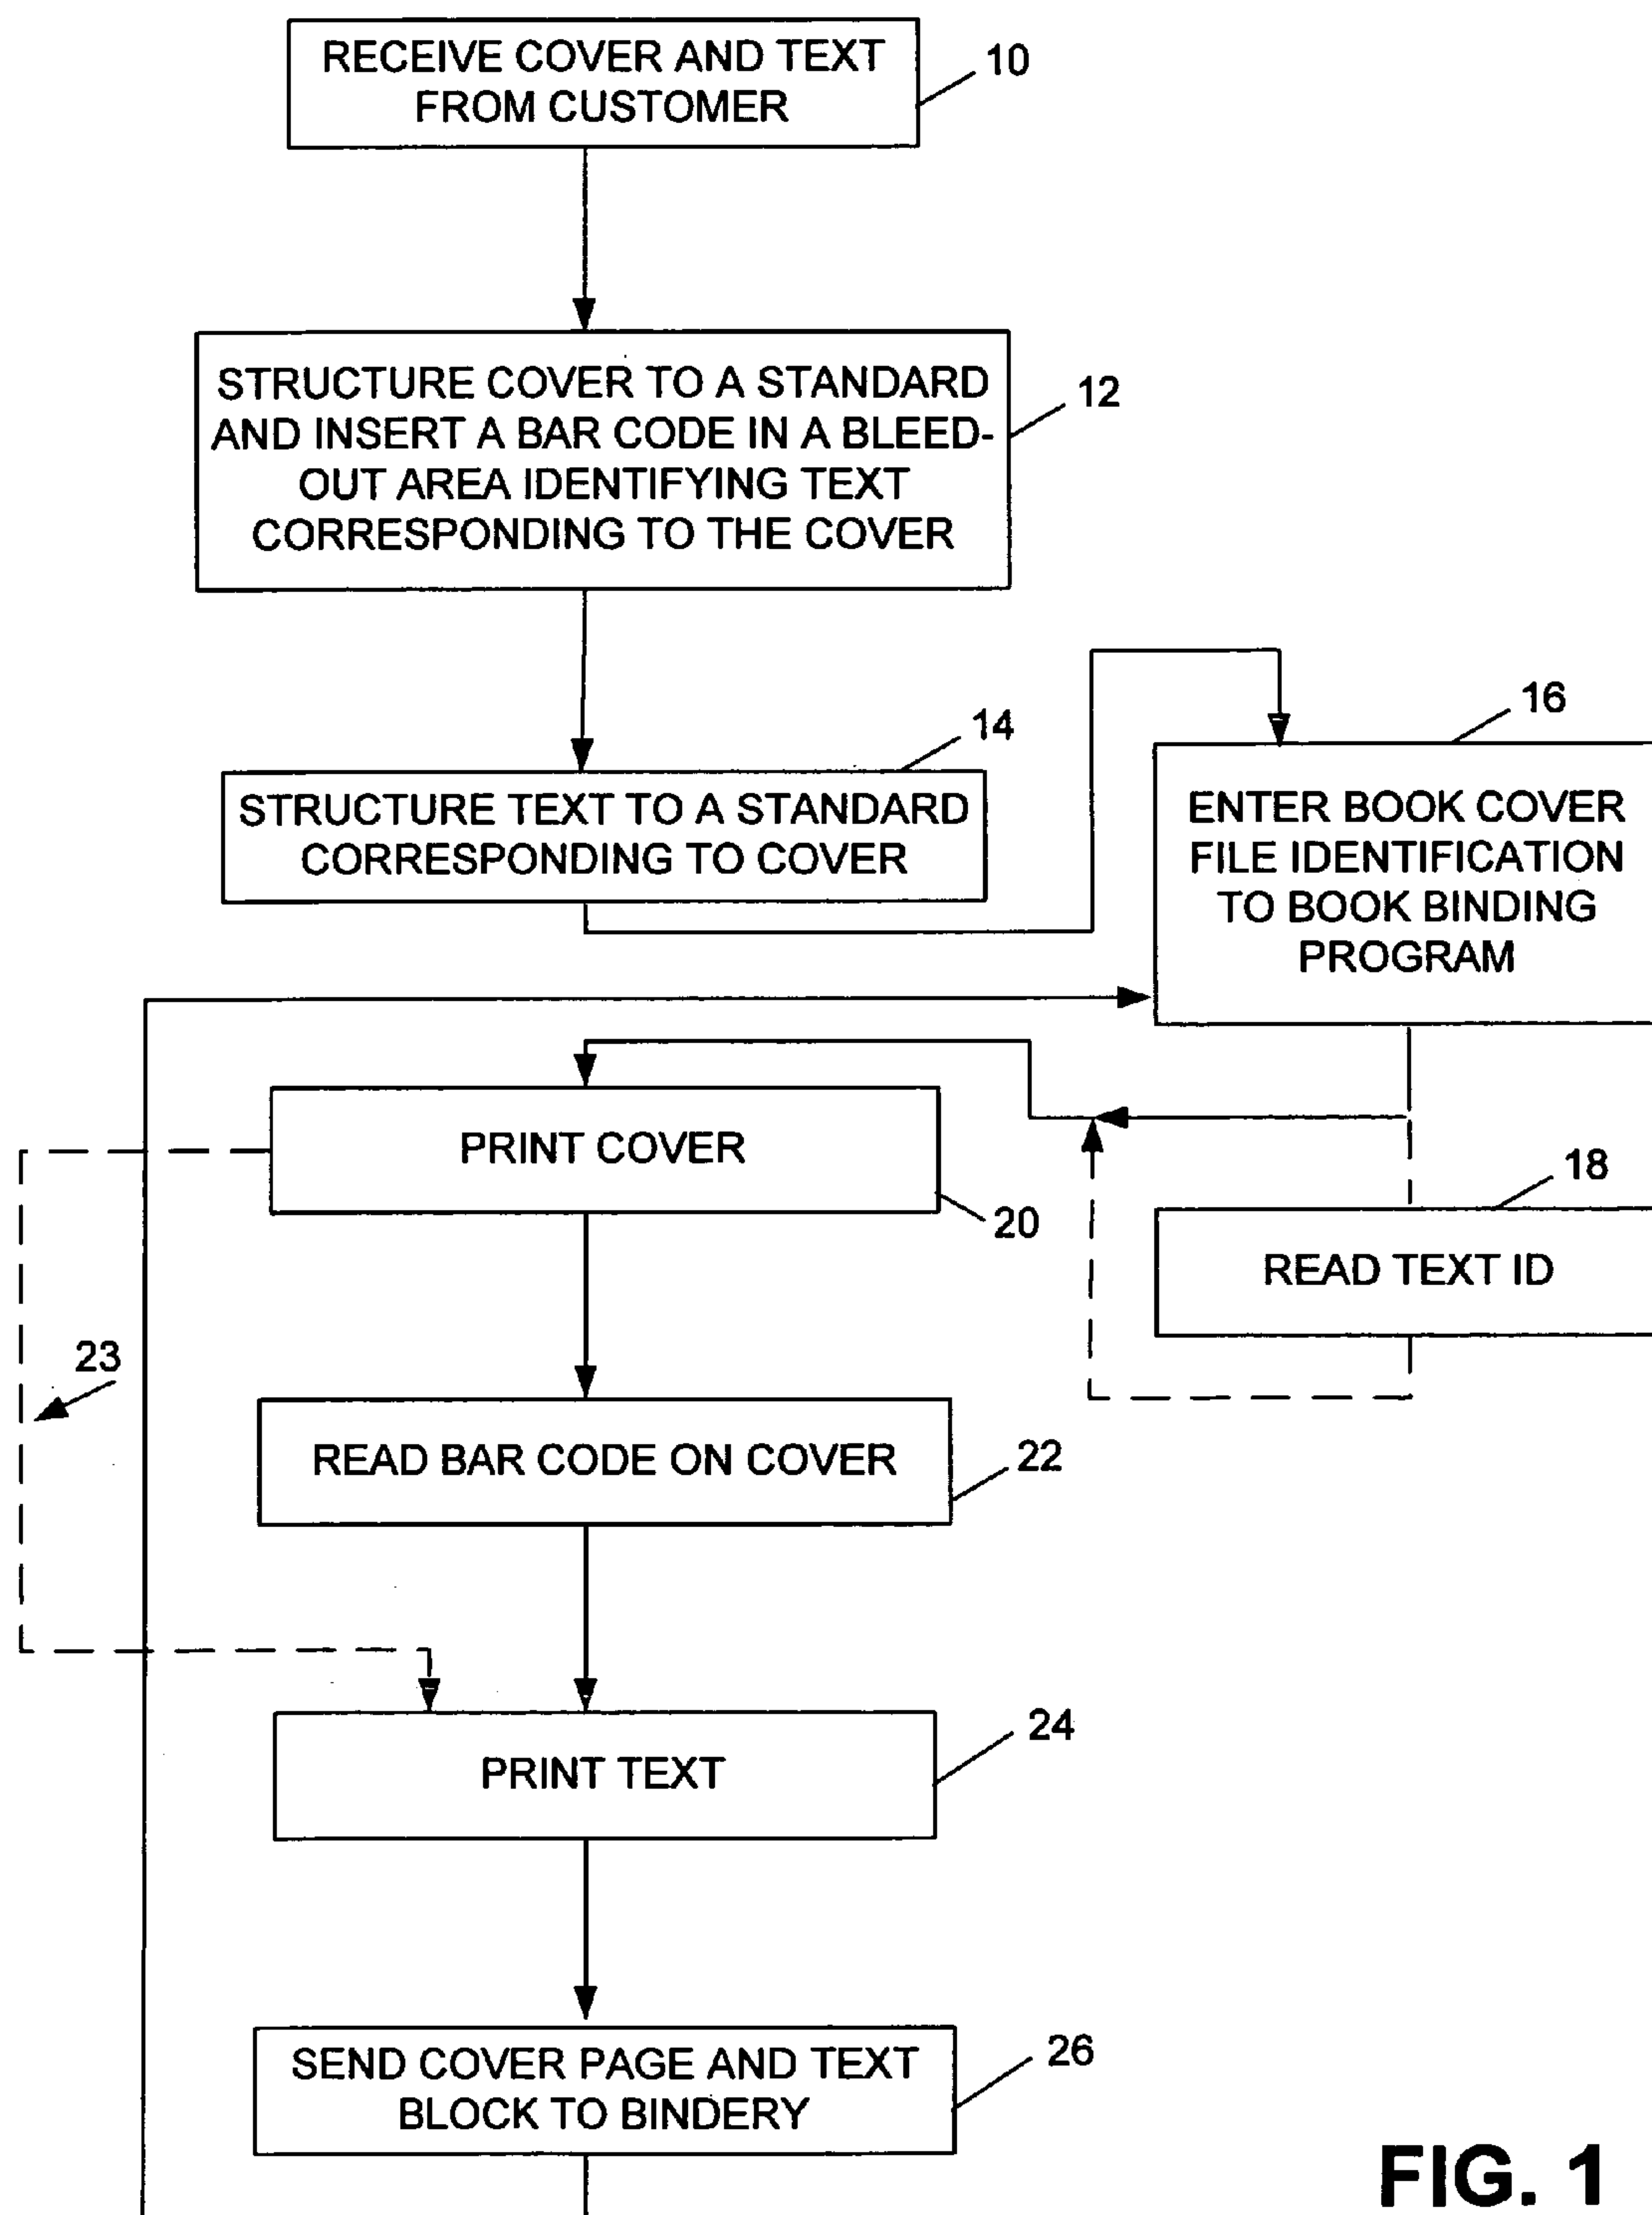 RECEIVE COVER AND TEXT
FROM CUSTOMER
10
STRUCTURE COVER TO A STANDARD
AND INSERT A BAR CODE IN A BLEED-
OUT AREA IDENTIFYING TEXT
CORRESPONDING TO THE COVER
12
14
STRUCTURE TEXT TO A STANDARD
CORRESPONDING TO COVER
16
ENTER BOOK COVER
FILE IDENTIFICATION
TO BOOK BINDING
PROGRAM
PRINT COVER
20
18
READ TEXT ID
23
READ BAR CODE ON COVER
22
PRINT TEXT
24
SEND COVER PAGE AND TEXT
BLOCK TO BINDERY
26
FIG. 1